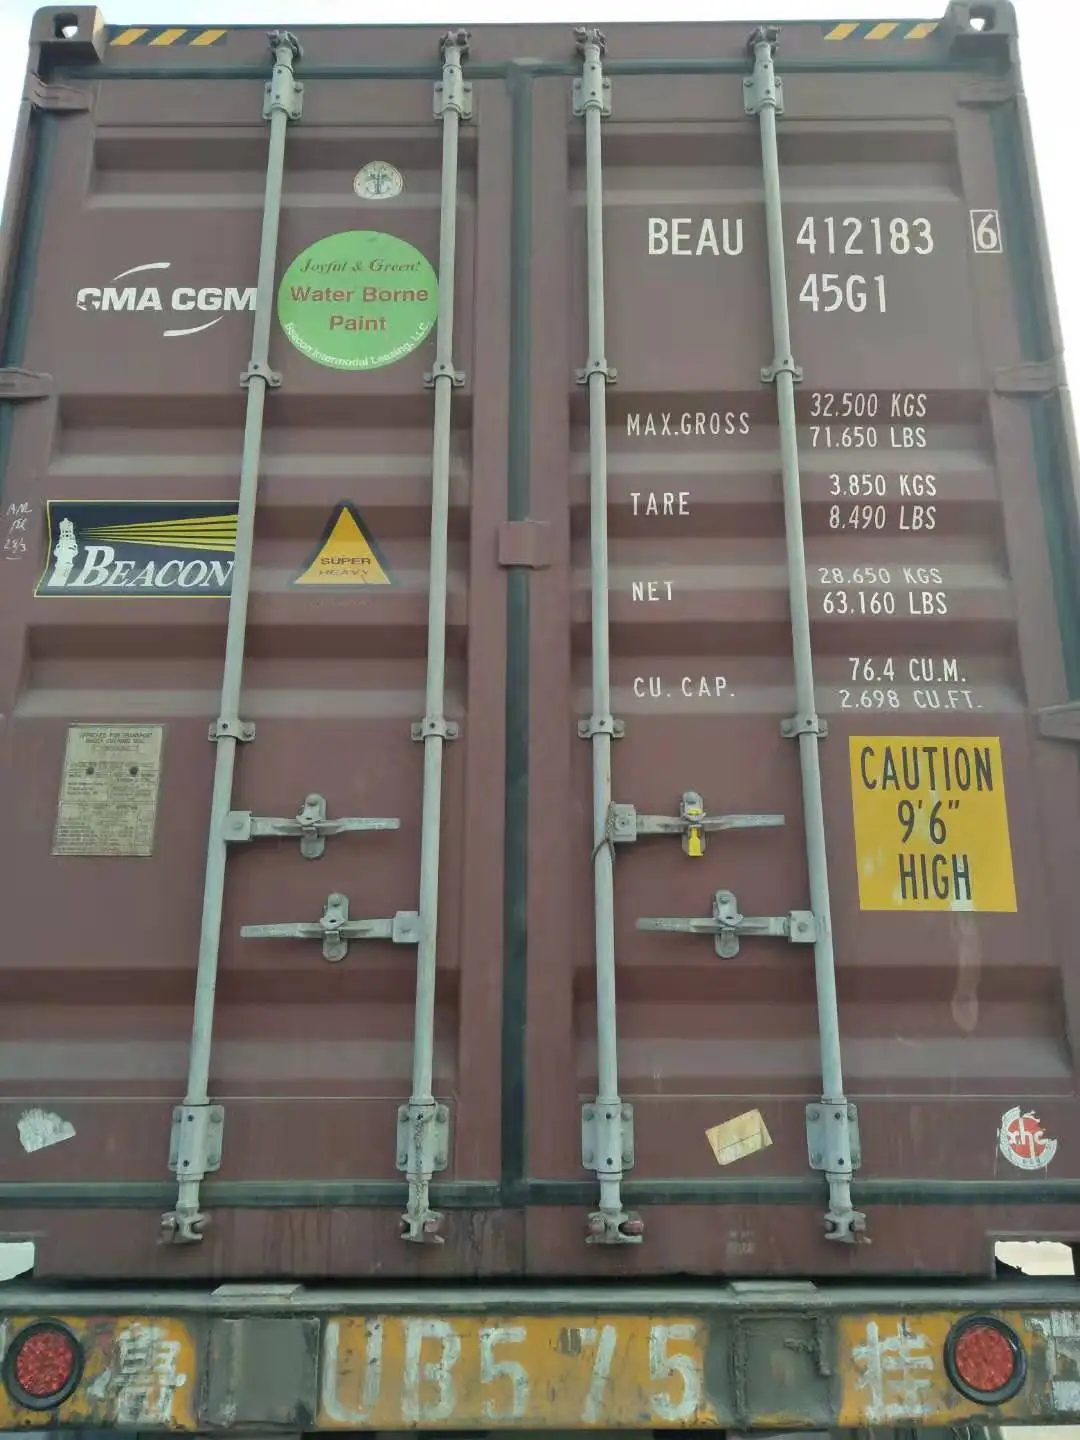 CMA CGM
Joyful & Green!
Water Borne
Paint
Beacon Intermodal Leasing, LLC.
BEAU 412183 6
45G1
MAX.GROSS 32.500 KGS
71.650 LBS
TARE 3.850 KGS
8.490 LBS
NET 28.650 KGS
63.160 LBS
CU. CAP. 76.4 CU.M.
2.698 CU.FT.
BEACON
SUPER
HEAVY
CAUTION
9'6"
HIGH
xhc
鲁 UB575 挂